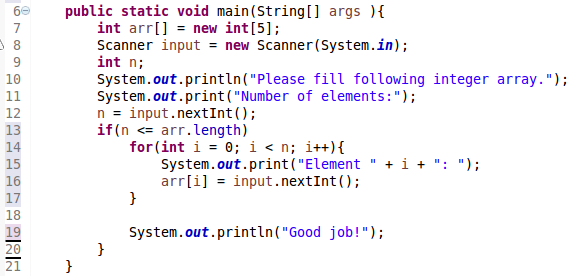 6 public static void main(String[] args ){
7 int arr[] = new int[5];
8 Scanner input = new Scanner(System.in);
9 int n;
10 System.out.println("Please fill following integer array.");
11 System.out.print("Number of elements:");
12 n = input.nextInt();
13 if(n <= arr.length)
14 for(int i = 0; i < n; i++){
15 System.out.print("Element " + i + ": ");
16 arr[i] = input.nextInt();
17 }
18
19 System.out.println("Good job!");
20 }
21 }